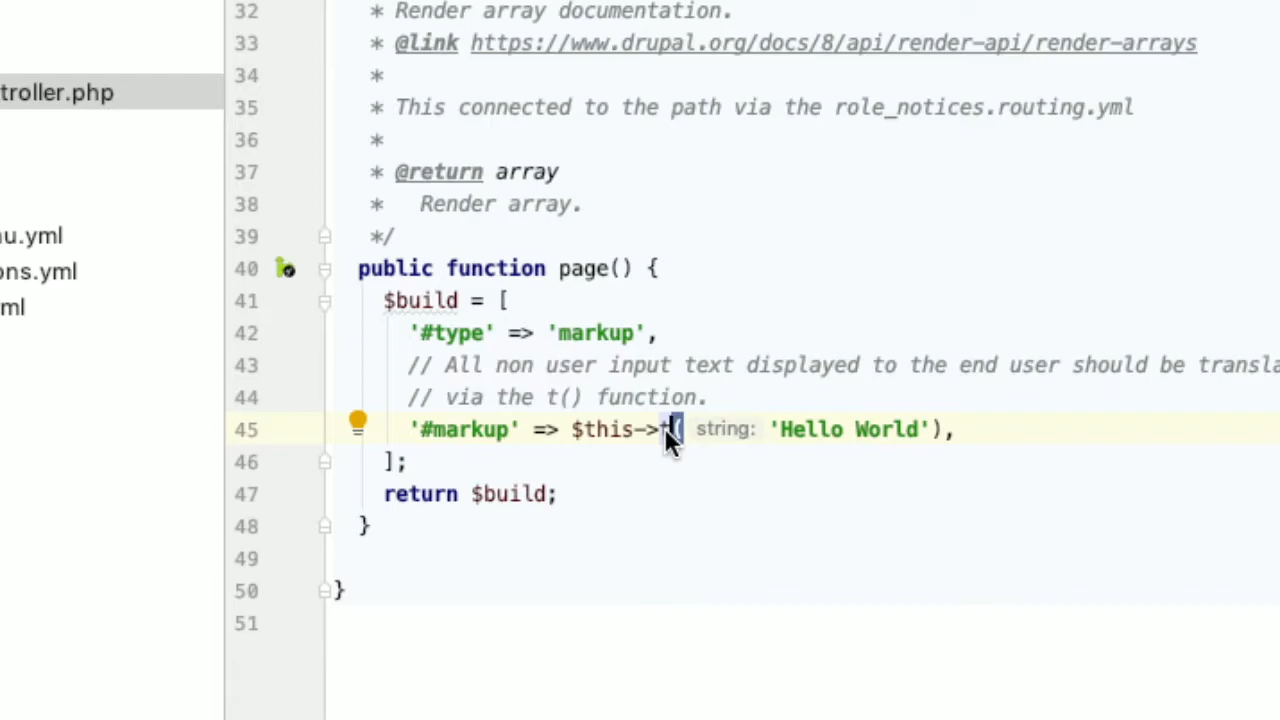 32 * Render array documentation.
33 * @link https://www.drupal.org/docs/8/api/render-api/render-arrays
troller.php
34 *
35 * This connected to the path via the role_notices.routing.yml
36 *
37 * @return array
38 *   Render array.
u.yml
39 */
40 public function page() {
ons.yml
41 $build = [
ml
42 '#type' => 'markup',
43 // All non user input text displayed to the end user should be transla
44 // via the t() function.
45 '#markup' => $this->t( string: 'Hello World'),
46 ];
47 return $build;
48 }
49
50 }
51